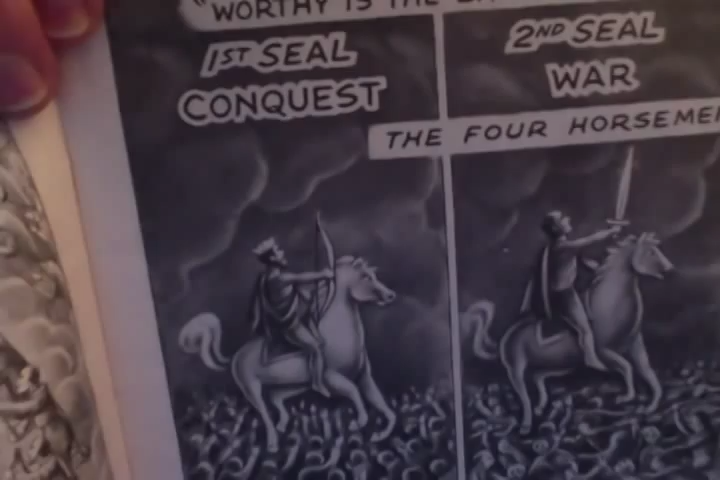 "WORTHY IS THE
1ST SEAL
CONQUEST
2ND SEAL
WAR
THE FOUR HORSEMEN